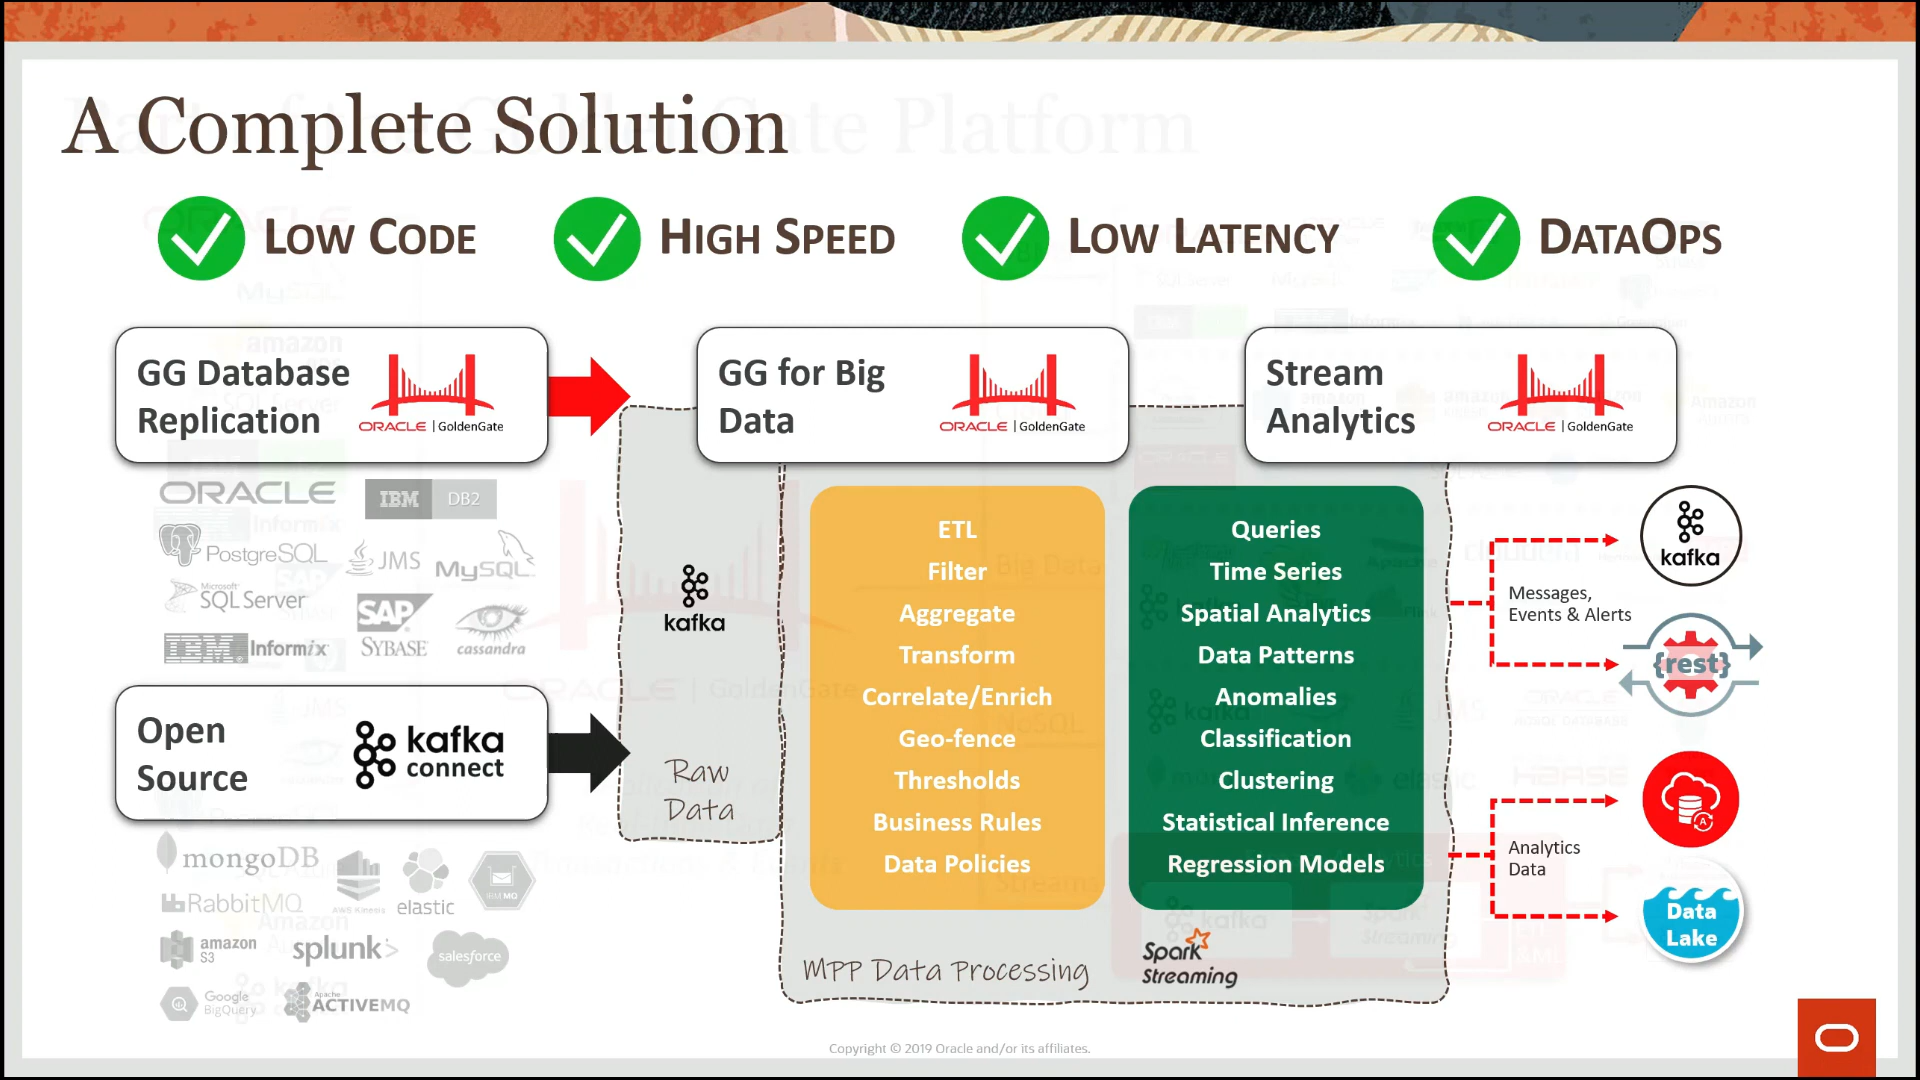 A Complete Solution
LOW CODE
HIGH SPEED
LOW LATENCY
DATAOPS
GG Database
Replication
ORACLE | GoldenGate
GG for Big
Data
ORACLE | GoldenGate
Stream
Analytics
ORACLE | GoldenGate
ORACLE
IBM DB2
PostgreSQL
JMS
MySQL
Microsoft
SQL Server
SAP
SYBASE
cassandra
IBM Informix
Open
Source
kafka
connect
mongoDB
RabbitMQ
AWS Kinesis
elastic
IBM MQ
amazon
S3
splunk>
salesforce
Google
BigQuery
Apache
ACTIVEMQ
kafka
Raw
Data
ETL
Filter
Aggregate
Transform
Correlate/Enrich
Geo-fence
Thresholds
Business Rules
Data Policies
Queries
Time Series
Spatial Analytics
Data Patterns
Anomalies
Classification
Clustering
Statistical Inference
Regression Models
MPP Data Processing
Spark
Streaming
Messages,
Events & Alerts
kafka
{rest}
Analytics
Data
A
Data
Lake
Copyright © 2019 Oracle and/or its affiliates.